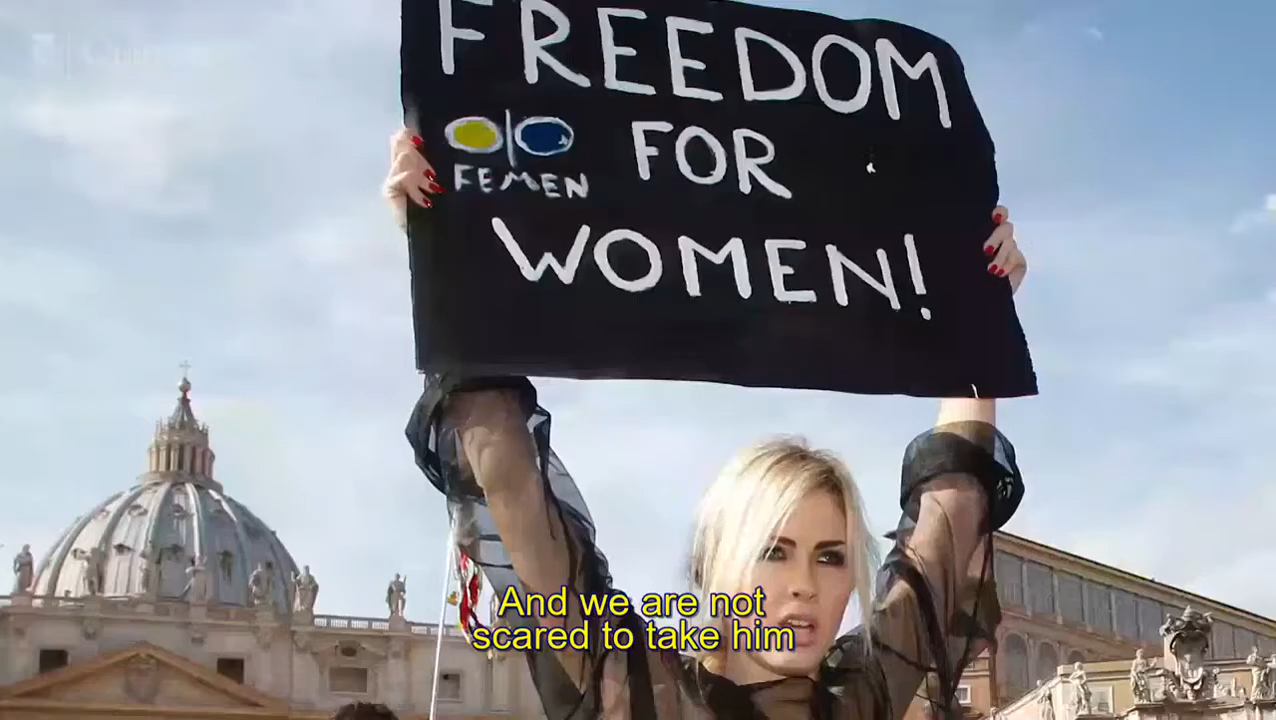 FREEDOM
FOR
FEMEN
WOMEN!
And we are not
scared to take him